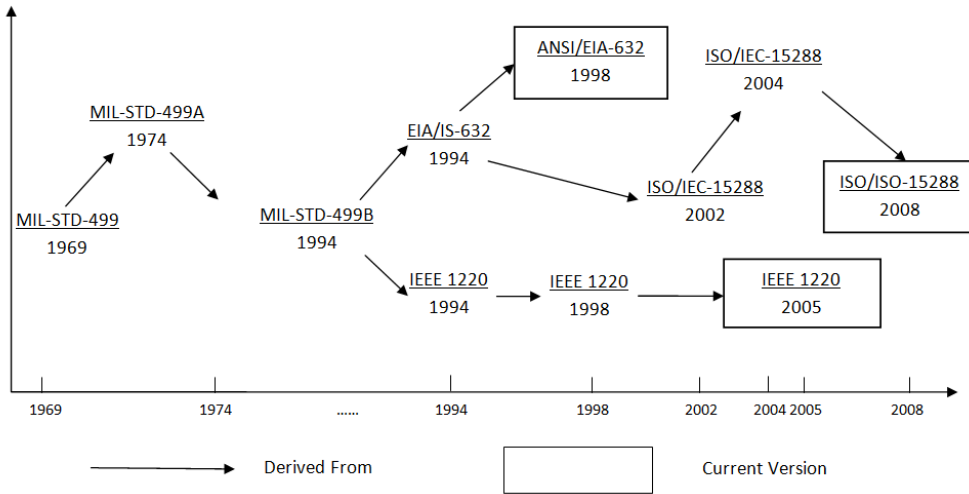 ANSI/EIA-632
1998
ISO/IEC-15288
2004
MIL-STD-499A
1974
EIA/IS-632
1994
ISO/IEC-15288
2002
ISO/ISO-15288
2008
MIL-STD-499
1969
MIL-STD-499B
1994
IEEE 1220
1994
IEEE 1220
1998
IEEE 1220
2005
1969 1974 ...... 1994 1998 2002 2004 2005 2008
Derived From
Current Version